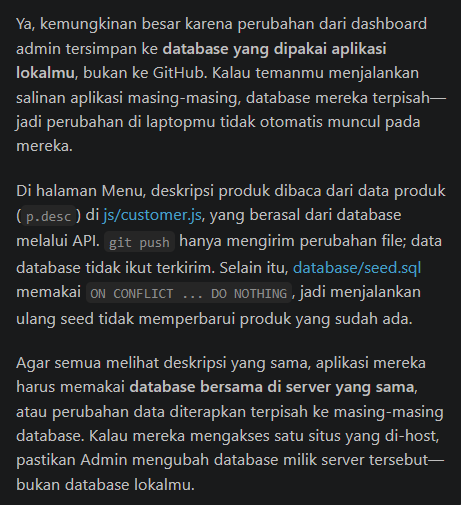 Ya, kemungkinan besar karena perubahan dari dashboard
admin tersimpan ke database yang dipakai aplikasi
lokalmu, bukan ke GitHub. Kalau temanmu menjalankan
salinan aplikasi masing-masing, database mereka terpisah—
jadi perubahan di laptopmu tidak otomatis muncul pada
mereka.
Di halaman Menu, deskripsi produk dibaca dari data produk
(p.desc) di js/customer.js, yang berasal dari database
melalui API. git push hanya mengirim perubahan file; data
database tidak ikut terkirim. Selain itu, database/seed.sql
memakai ON CONFLICT ... DO NOTHING, jadi menjalankan
ulang seed tidak memperbarui produk yang sudah ada.
Agar semua melihat deskripsi yang sama, aplikasi mereka
harus memakai database bersama di server yang sama,
atau perubahan data diterapkan terpisah ke masing-masing
database. Kalau mereka mengakses satu situs yang di-host,
pastikan Admin mengubah database milik server tersebut—
bukan database lokalmu.